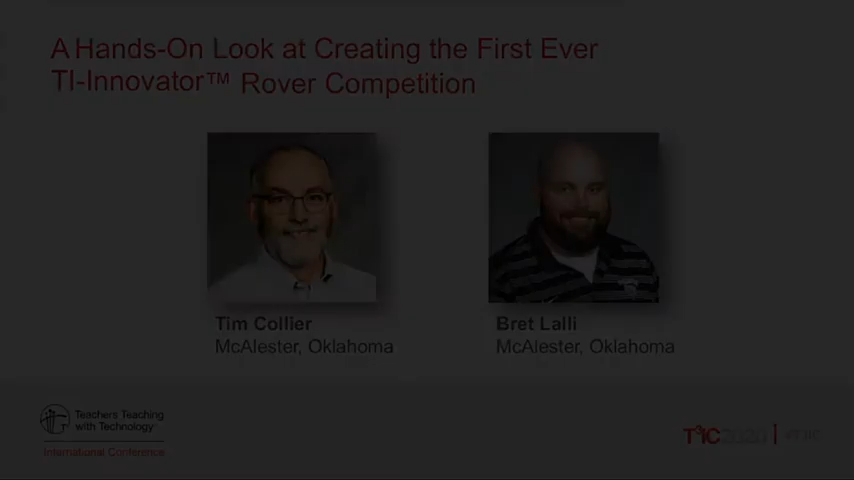 A Hands-On Look at Creating the First Ever
TI-Innovator™ Rover Competition
Tim Collier
McAlester, Oklahoma
Bret Lalli
McAlester, Oklahoma
Teachers Teaching
with Technology
International Conference
T³IC2020